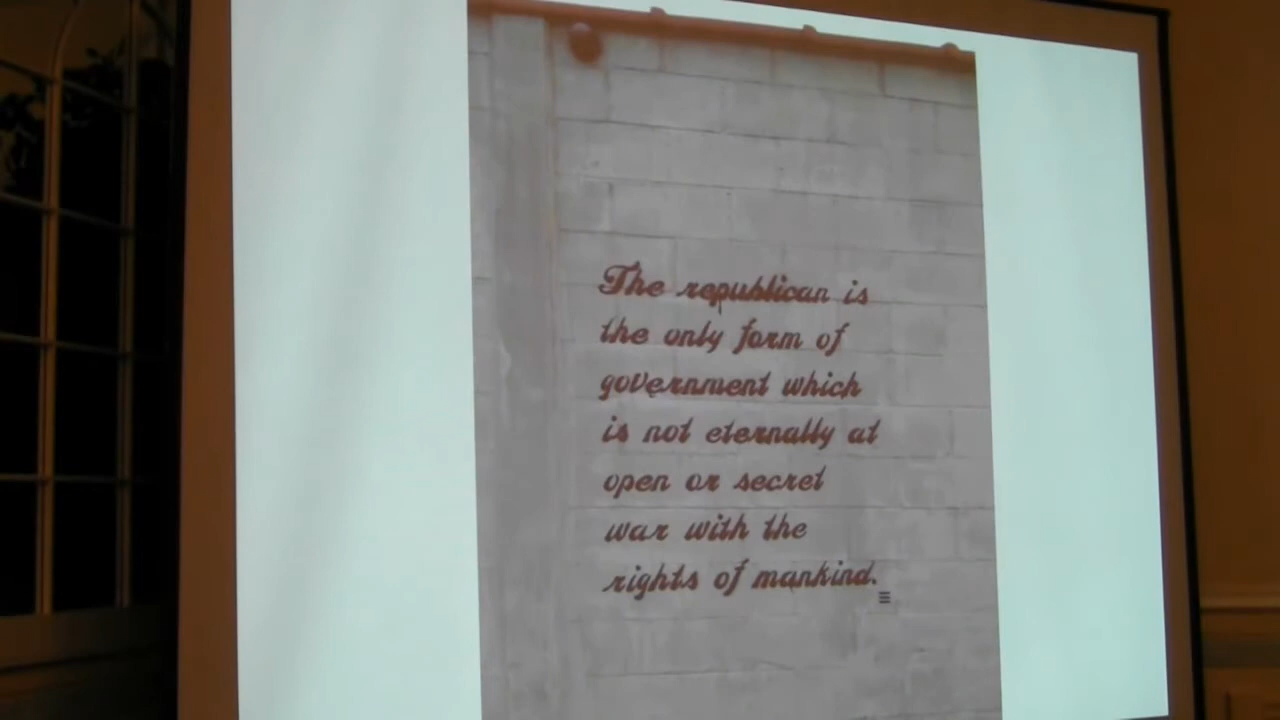 The republican is
the only form of
government which
is not eternally at
open or secret
war with the
rights of mankind.